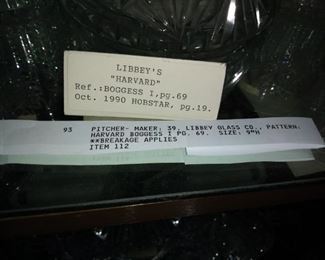 LIBBEY'S
"HARVARD"
Ref.:BOGGESS I,pg.69
Oct. 1990 HOBSTAR, pg.19.
93 PITCHER- MAKER: 39, LIBBEY GLASS CO., PATTERN:
HARVARD BOGGESS I PG. 69. SIZE: 9"H
**BREAKAGE APPLIES
ITEM 112